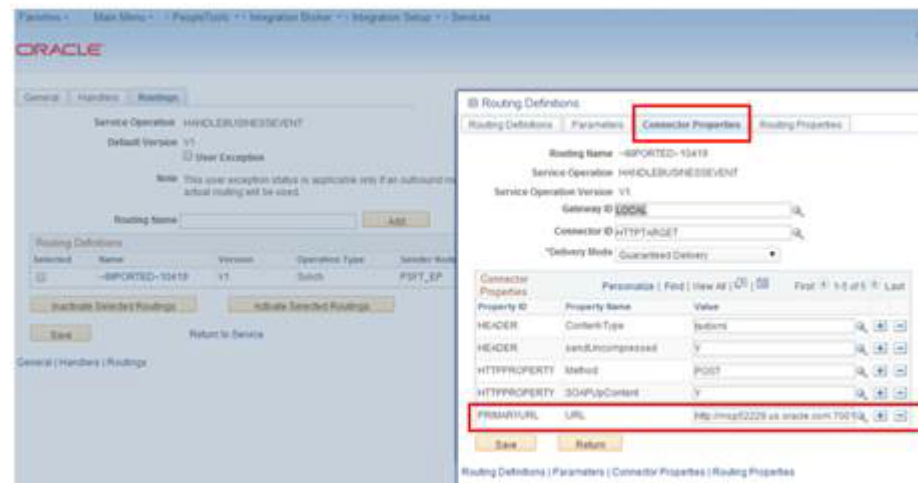 Favorites Main Menu PeopleTools Integration Broker Integration Setup Services
ORACLE
General Handlers Routings
Service Operation HANDLEBUSINESSEVENT
Default Version V1
User Exception
Note This user exception status is applicable only if an outbound
actual routing will be used.
Routing Name Add
Routing Definitions
Selected Name Version Operation Type Sender Node
~IMPORTED~10419 V1 Synch PSFT_EP
Inactivate Selected Routings Activate Selected Routings
Save Return to Service
General | Handlers | Routings
Routing Definitions
Routing Definitions Parameters Connector Properties Routing Properties
Routing Name ~IMPORTED~10419
Service Operation HANDLEBUSINESSEVENT
Service Operation Version V1
Gateway ID LOCAL
Connector ID HTTPTARGET
*Delivery Mode Guaranteed Delivery
Connector Properties Personalize | Find | View All | First 1-5 of 5 Last
Property ID Property Name Value
HEADER Content-Type text/xml
HEADER sendUncompressed Y
HTTPPROPERTY Method POST
HTTPPROPERTY SOAPUpContent Y
PRIMARYURL URL
Save Return
Routing Definitions | Parameters | Connector Properties | Routing Properties